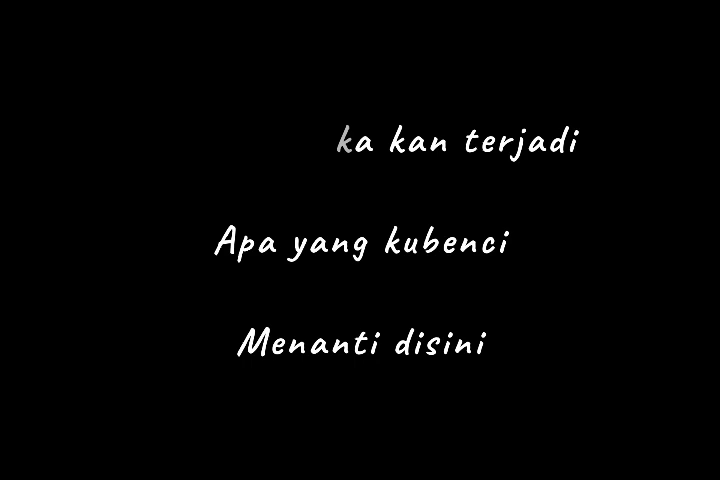 ka kan terjadi
Apa yang kubenci
Menanti disini